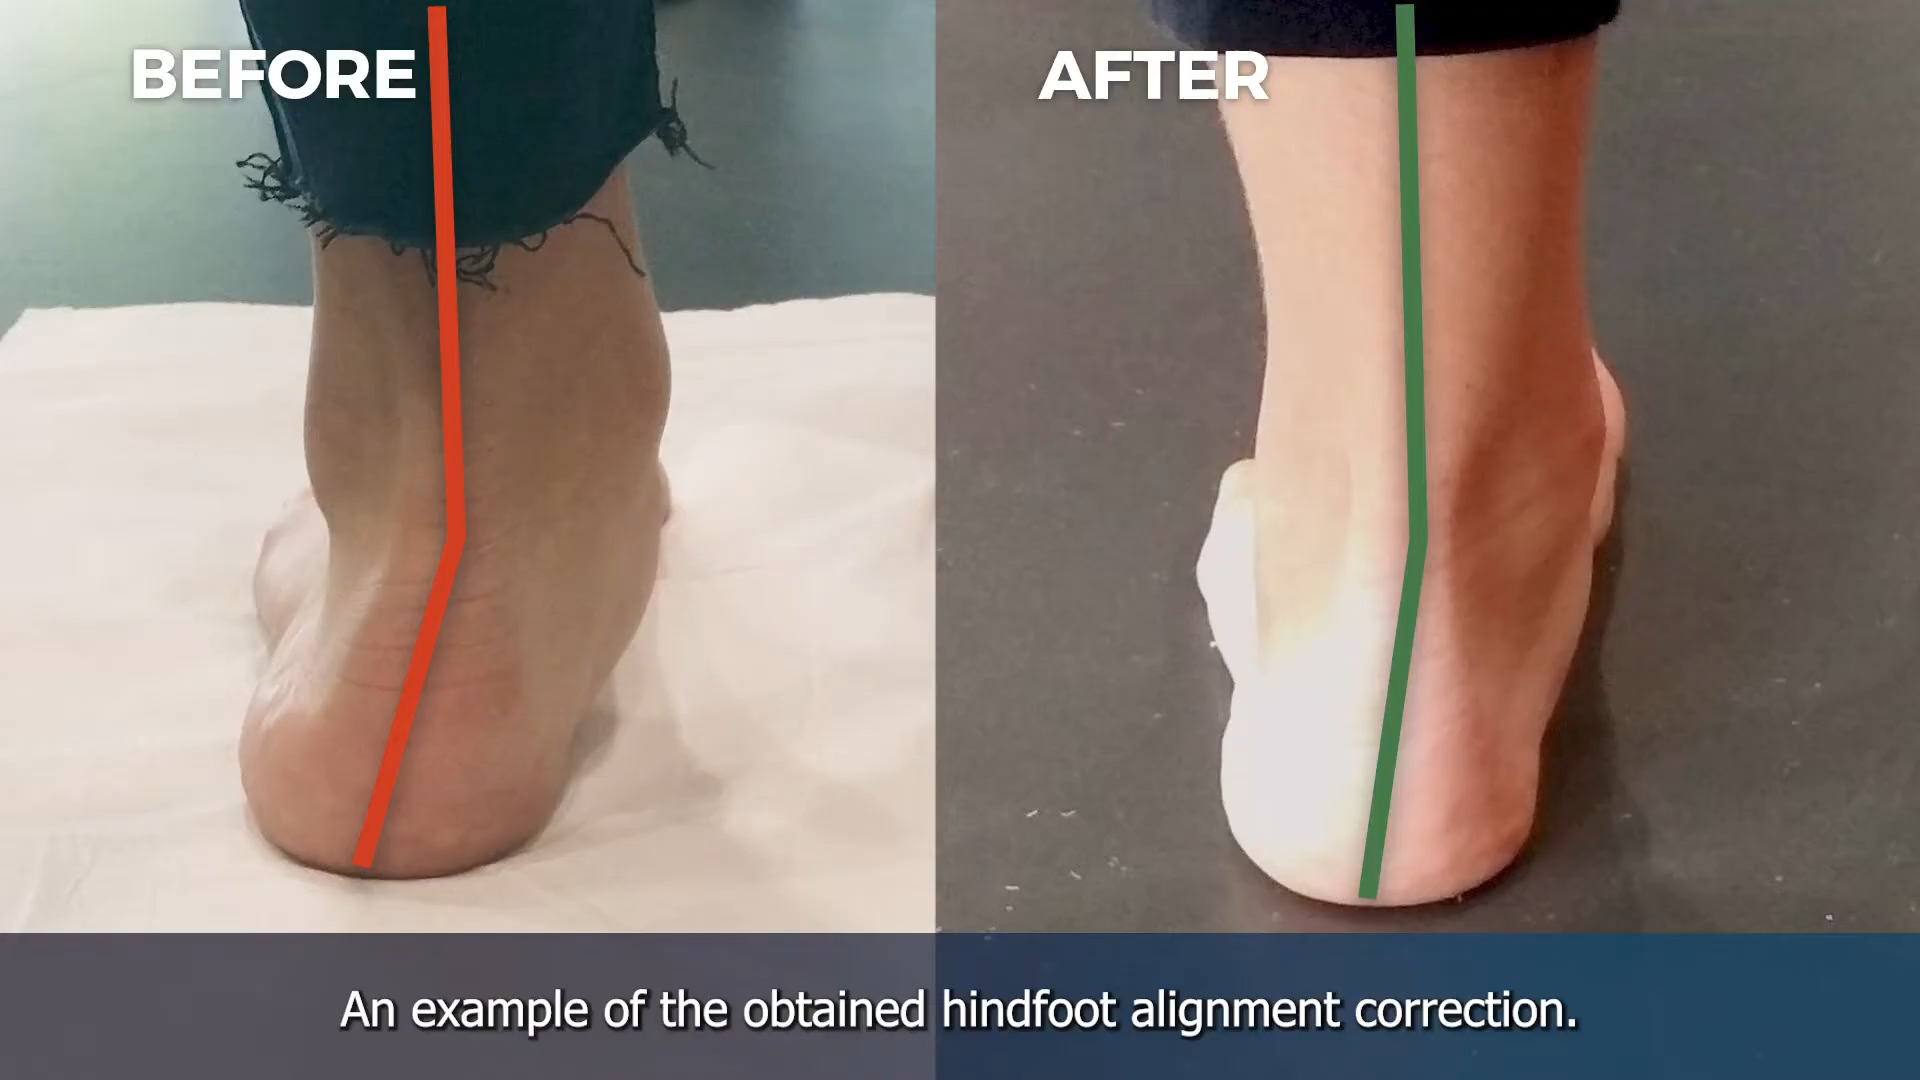 BEFORE
AFTER
An example of the obtained hindfoot alignment correction.